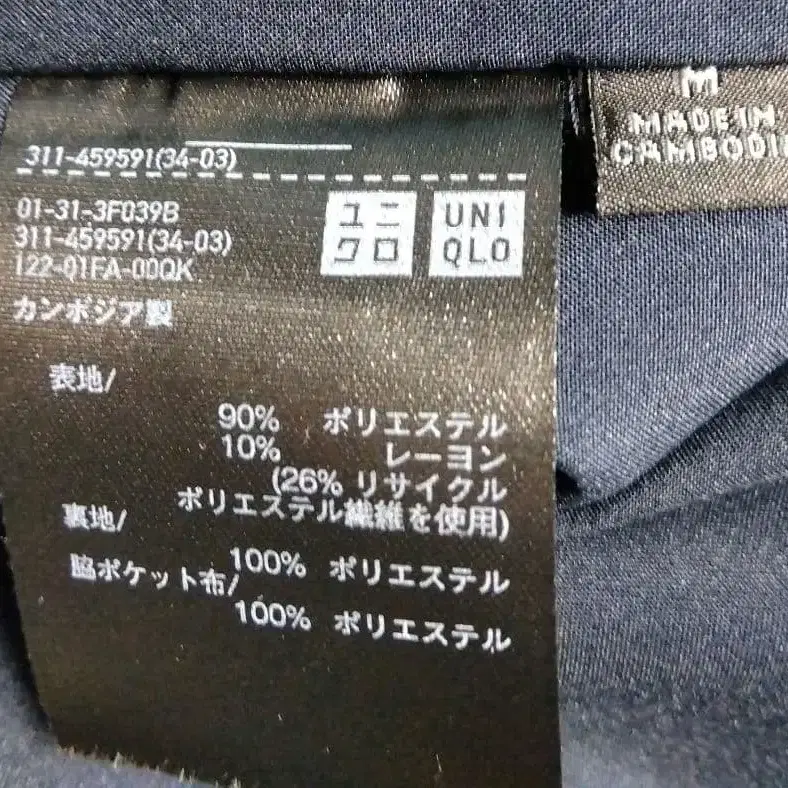 311-459591(34-03)
01-31-3F039B
311-459591(34-03)
122-01FA-00QK
ユニ
クロ
UNI
QLO
カンボジア製
表地/
90% ポリエステル
10% レーヨン
(26% リサイクル
ポリエステル繊維を使用)
裏地/
100% ポリエステル
脇ポケット布/
100% ポリエステル
M
MADE IN
CAMBODI